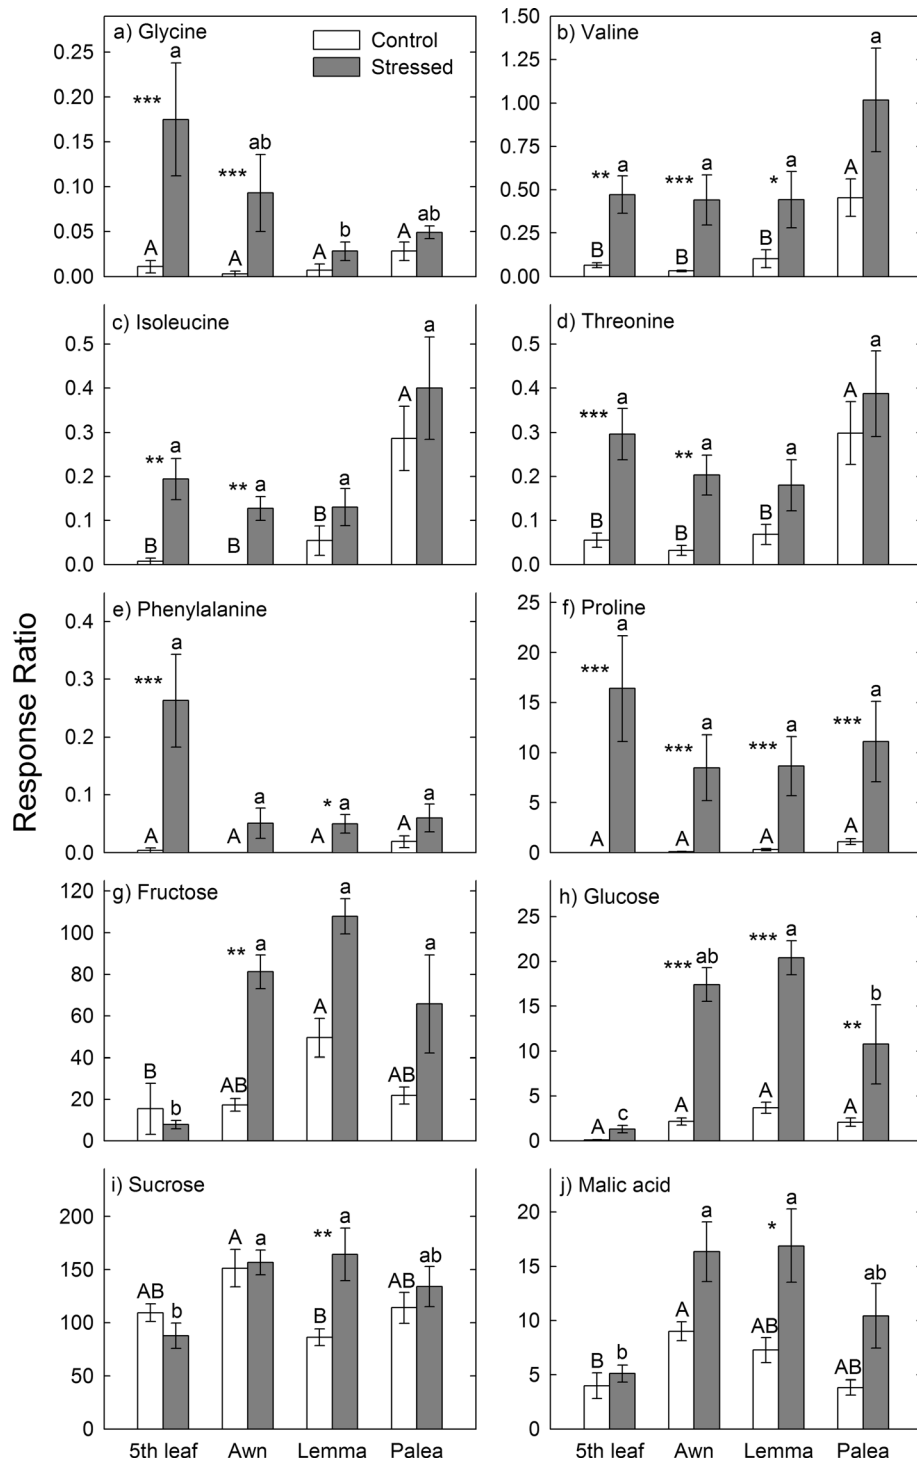 a) Glycine
Control
Stressed
0.25
0.20
0.15
0.10
0.05
0.00
*** a
*** ab
b
ab
A
A
A
A
b) Valine
1.50
1.25
1.00
0.75
0.50
0.25
0.00
** a
*** a
* a
a
B
B
B
A
c) Isoleucine
0.5
0.4
0.3
0.2
0.1
0.0
** a
** a
a
a
B
B
B
A
d) Threonine
0.5
0.4
0.3
0.2
0.1
0.0
*** a
** a
a
a
B
B
B
A
Response Ratio
e) Phenylalanine
0.4
0.3
0.2
0.1
0.0
*** a
a
* a
a
A
A
A
A
f) Proline
25
20
15
10
5
0
*** a
*** a
*** a
*** a
A
A
A
A
g) Fructose
120
100
80
60
40
20
0
B
b
AB
** a
A
a
AB
a
h) Glucose
25
20
15
10
5
0
A
c
A
*** ab
A
*** a
A
** b
i) Sucrose
200
150
100
50
0
AB
b
A
a
B
** a
AB
ab
5th leaf Awn Lemma Palea
j) Malic acid
20
15
10
5
0
B
b
A
a
AB
* a
AB
ab
5th leaf Awn Lemma Palea